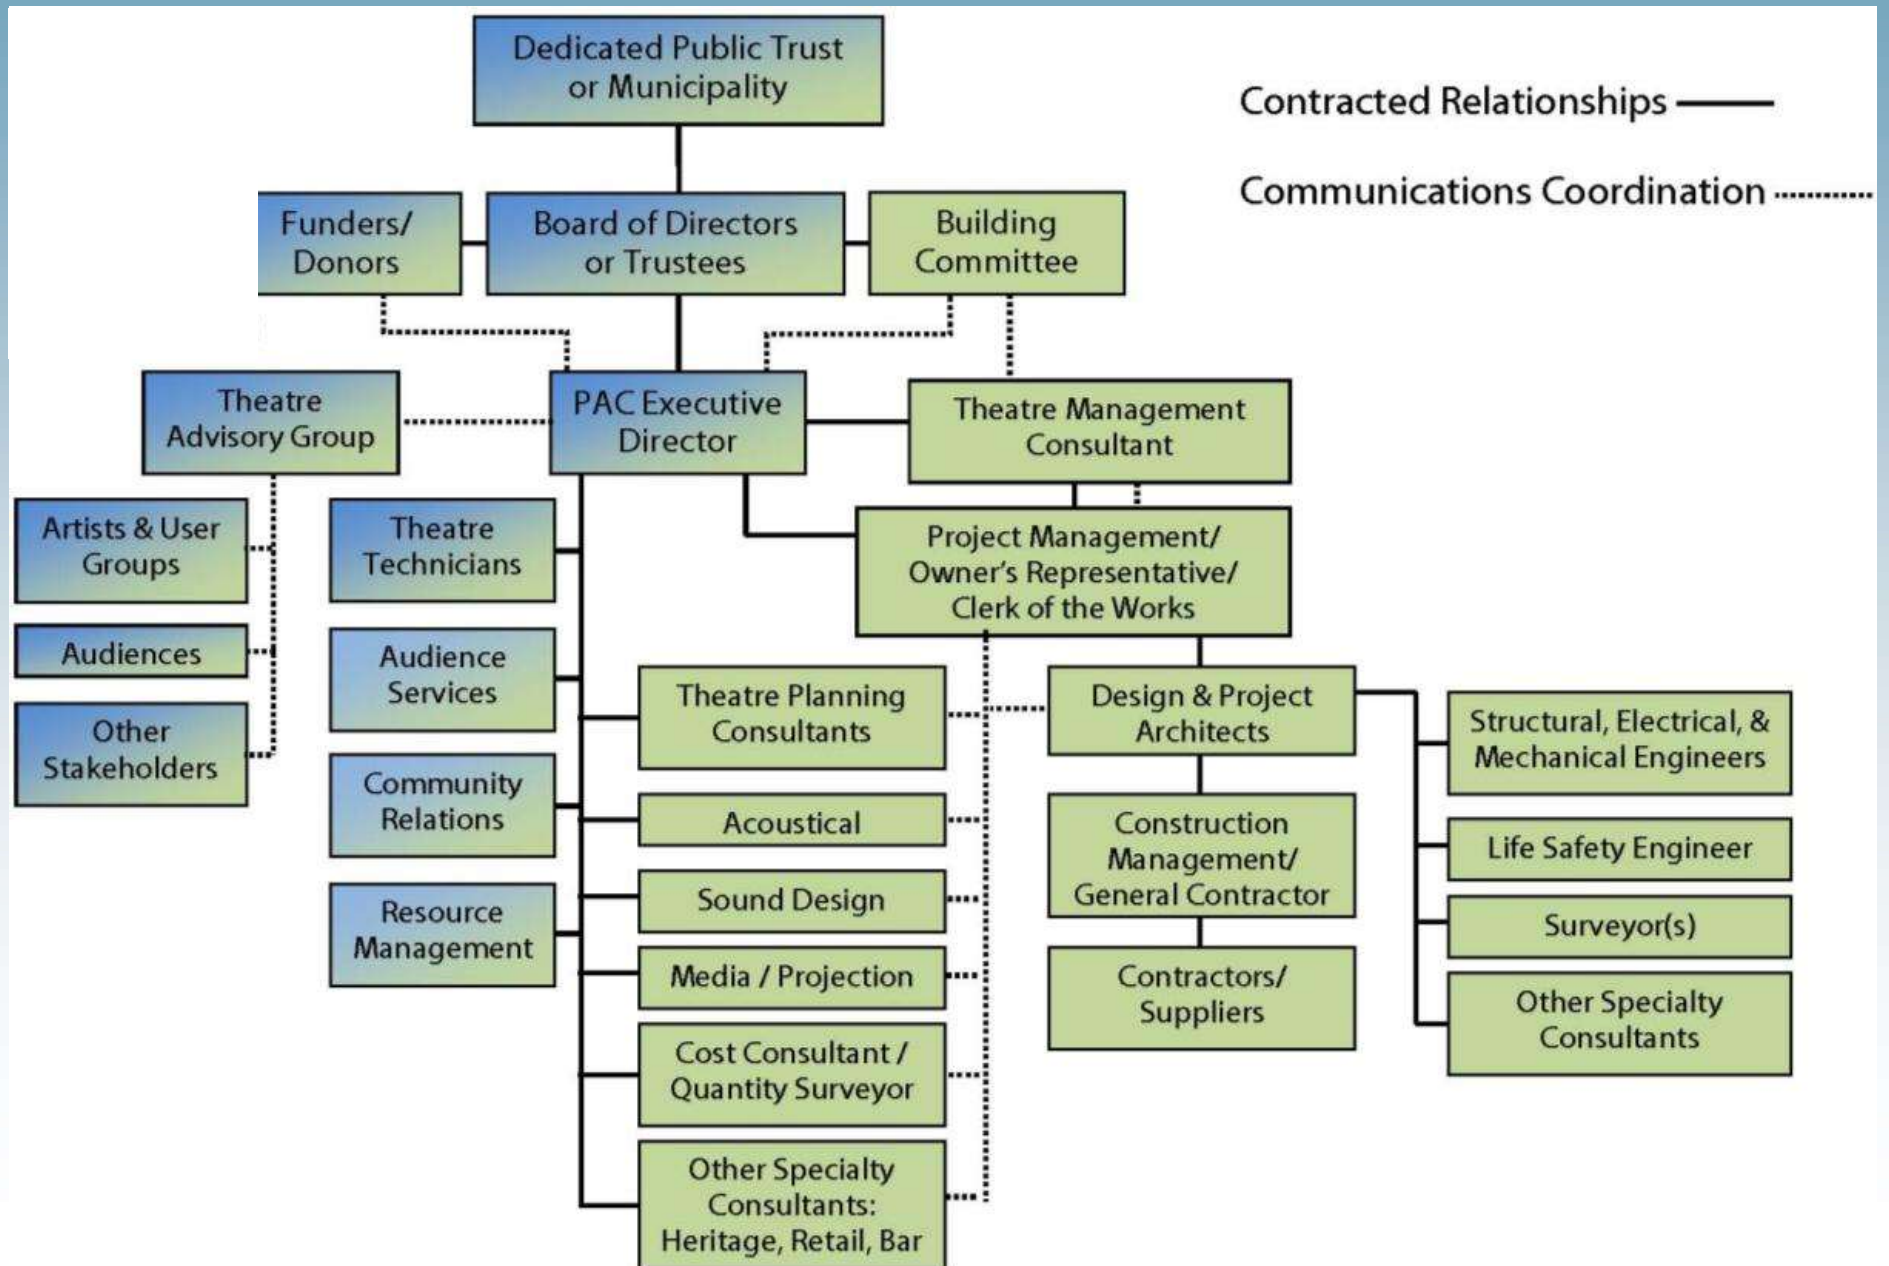 Dedicated Public Trust
or Municipality
Contracted Relationships
Communications Coordination
Funders/
Donors
Board of Directors
or Trustees
Building
Committee
Theatre
Advisory Group
PAC Executive
Director
Theatre Management
Consultant
Artists & User
Groups
Audiences
Other
Stakeholders
Theatre
Technicians
Audience
Services
Community
Relations
Resource
Management
Project Management/
Owner's Representative/
Clerk of the Works
Theatre Planning
Consultants
Acoustical
Sound Design
Media / Projection
Cost Consultant /
Quantity Surveyor
Other Specialty
Consultants:
Heritage, Retail, Bar
Design & Project
Architects
Construction
Management/
General Contractor
Contractors/
Suppliers
Structural, Electrical, &
Mechanical Engineers
Life Safety Engineer
Surveyor(s)
Other Specialty
Consultants